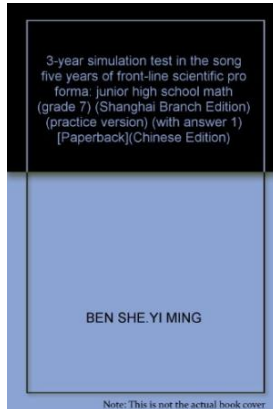 3-year simulation test in the song
five years of front-line scientific pro
forma: junior high school math
(grade 7) (Shanghai Branch Edition)
(practice version) (with answer 1)
[Paperback](Chinese Edition)
BEN SHE.YI MING
Note: This is not the actual book cover